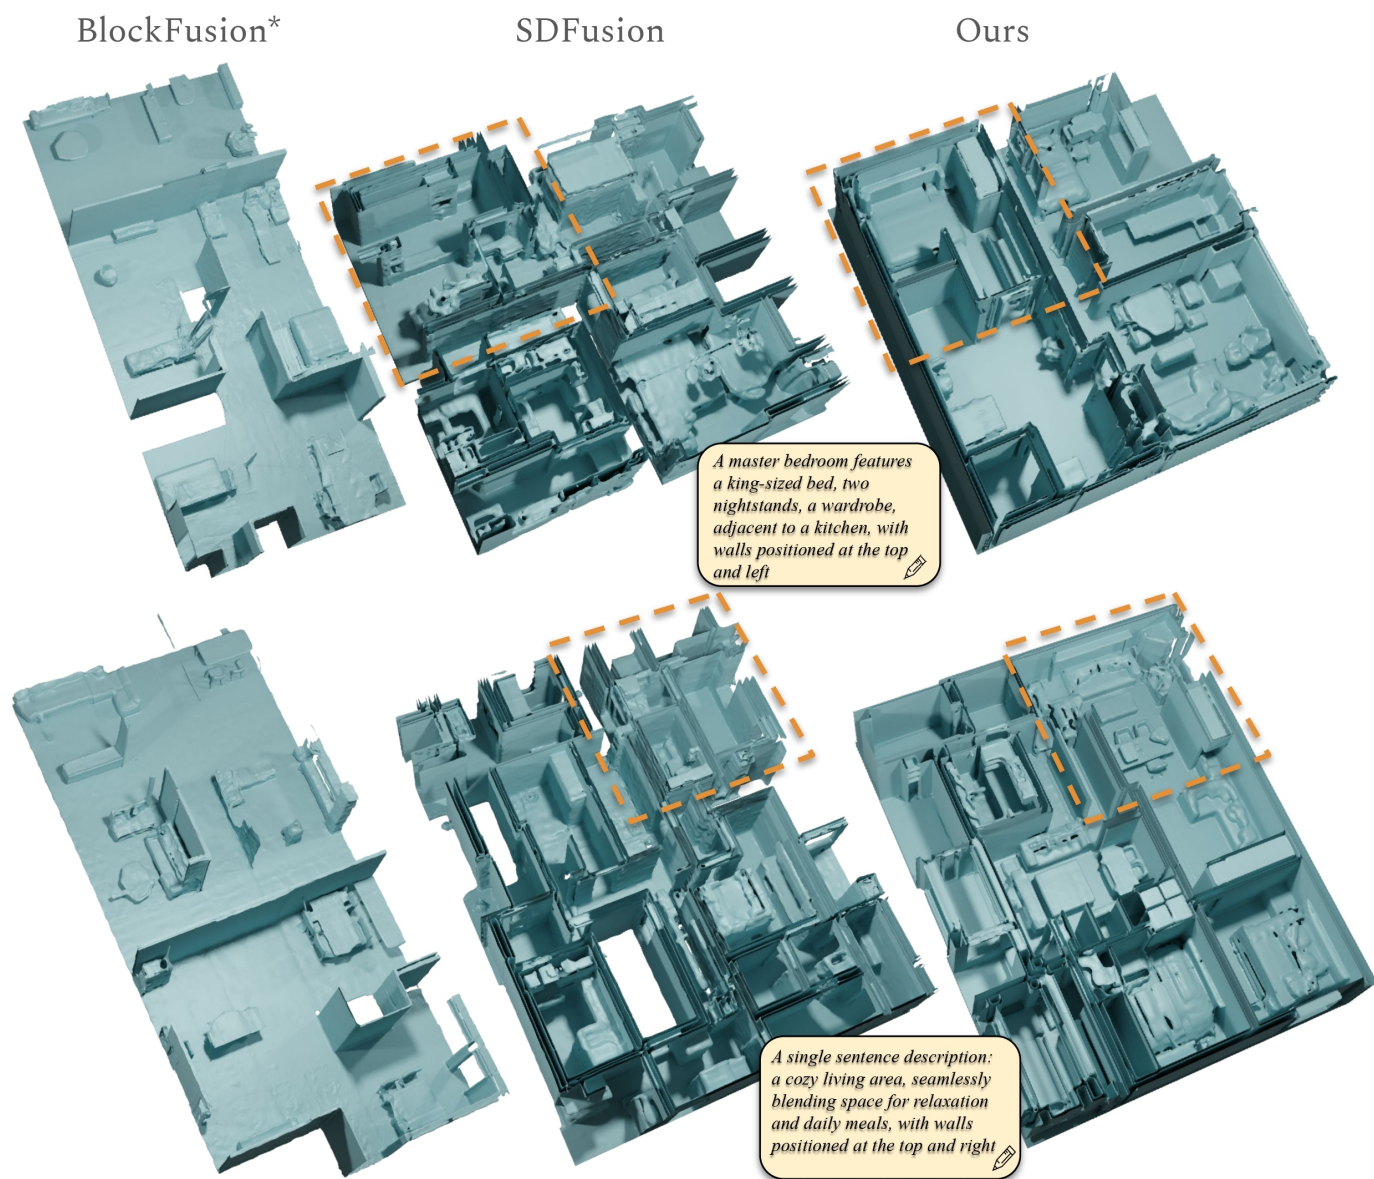 BlockFusion*
SDFusion
Ours
A master bedroom features
a king-sized bed, two
nightstands, a wardrobe,
adjacent to a kitchen, with
walls positioned at the top
and left
A single sentence description:
a cozy living area, seamlessly
blending space for relaxation
and daily meals, with walls
positioned at the top and right